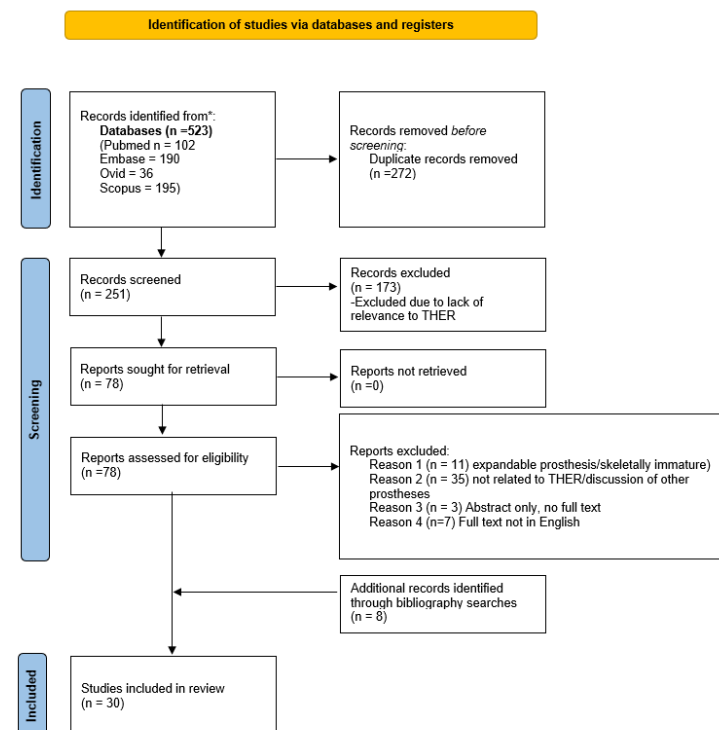 Identification of studies via databases and registers
Identification
Records identified from*:
Databases (n =523)
(Pubmed n = 102
Embase = 190
Ovid = 36
Scopus = 195)
Records removed before
screening:
Duplicate records removed
(n =272)
Screening
Records screened
(n = 251)
Records excluded
(n = 173)
-Excluded due to lack of
relevance to THER
Reports sought for retrieval
(n = 78)
Reports not retrieved
(n =0)
Reports assessed for eligibility
(n =78)
Reports excluded:
Reason 1 (n = 11) expandable prosthesis/skeletally immature)
Reason 2 (n = 35) not related to THER/discussion of other
prostheses
Reason 3 (n = 3) Abstract only, no full text
Reason 4 (n=7) Full text not in English
Additional records identified
through bibliography searches
(n = 8)
Included
Studies included in review
(n = 30)